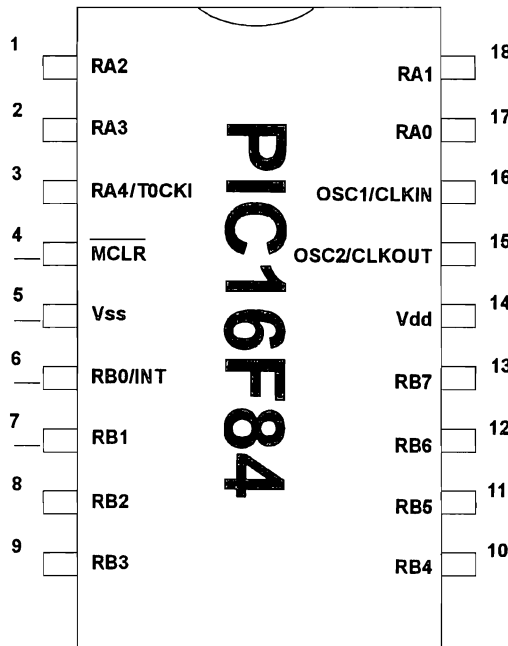 1 RA2 RA1 18
2 RA3 RA0 17
3 RA4/T0CKI OSC1/CLKIN 16
4 MCLR OSC2/CLKOUT 15
5 Vss Vdd 14
6 RB0/INT RB7 13
7 RB1 RB6 12
8 RB2 RB5 11
9 RB3 RB4 10
PIC16F84